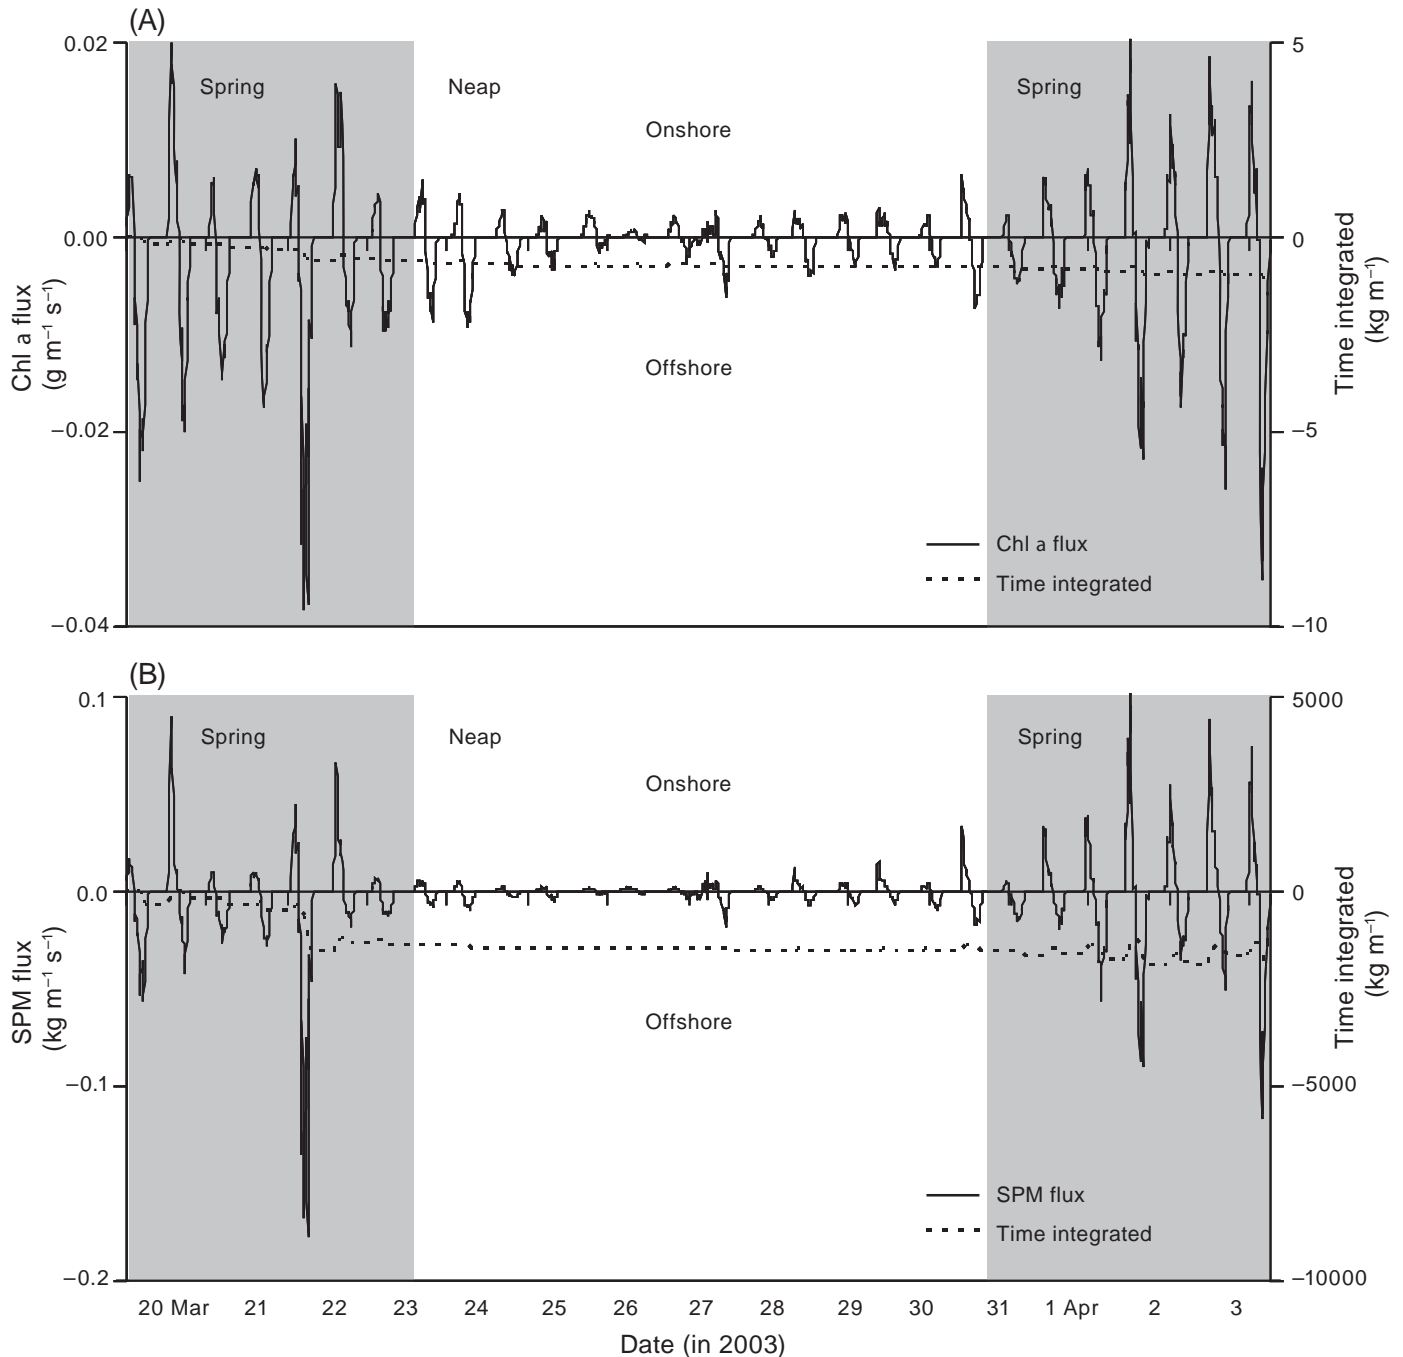 (A)
0.02
0.00
−0.02
−0.04
Chl a flux
(g m−1 s−1)
Spring
Neap
Spring
Onshore
Offshore
Chl a flux
Time integrated
5
0
−5
−10
Time integrated
(kg m−1)
(B)
0.1
0.0
−0.1
−0.2
SPM flux
(kg m−1 s−1)
Spring
Neap
Spring
Onshore
Offshore
SPM flux
Time integrated
5000
0
−5000
−10000
Time integrated
(kg m−1)
20 Mar 21 22 23 24 25 26 27 28 29 30 31 1 Apr 2 3
Date (in 2003)